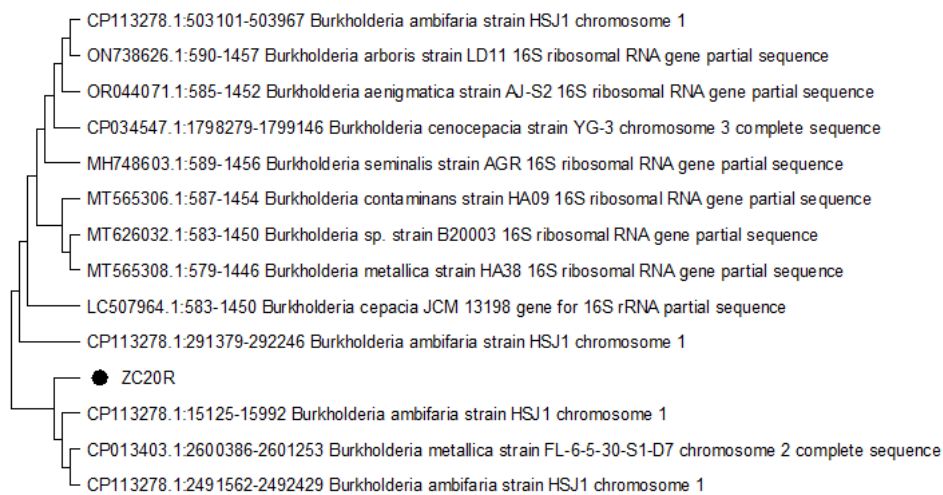 CP113278.1:503101-503967 Burkholderia ambifaria strain HSJ1 chromosome 1
ON738626.1:590-1457 Burkholderia arboris strain LD11 16S ribosomal RNA gene partial sequence
OR044071.1:585-1452 Burkholderia aenigmatica strain AJ-S2 16S ribosomal RNA gene partial sequence
CP034547.1:1798279-1799146 Burkholderia cenocepacia strain YG-3 chromosome 3 complete sequence
MH748603.1:589-1456 Burkholderia seminalis strain AGR 16S ribosomal RNA gene partial sequence
MT565306.1:587-1454 Burkholderia contaminans strain HA09 16S ribosomal RNA gene partial sequence
MT626032.1:583-1450 Burkholderia sp. strain B20003 16S ribosomal RNA gene partial sequence
MT565308.1:579-1446 Burkholderia metallica strain HA38 16S ribosomal RNA gene partial sequence
LC507964.1:583-1450 Burkholderia cepacia JCM 13198 gene for 16S rRNA partial sequence
CP113278.1:291379-292246 Burkholderia ambifaria strain HSJ1 chromosome 1
ZC20R
CP113278.1:15125-15992 Burkholderia ambifaria strain HSJ1 chromosome 1
CP013403.1:2600386-2601253 Burkholderia metallica strain FL-6-5-30-S1-D7 chromosome 2 complete sequence
CP113278.1:2491562-2492429 Burkholderia ambifaria strain HSJ1 chromosome 1